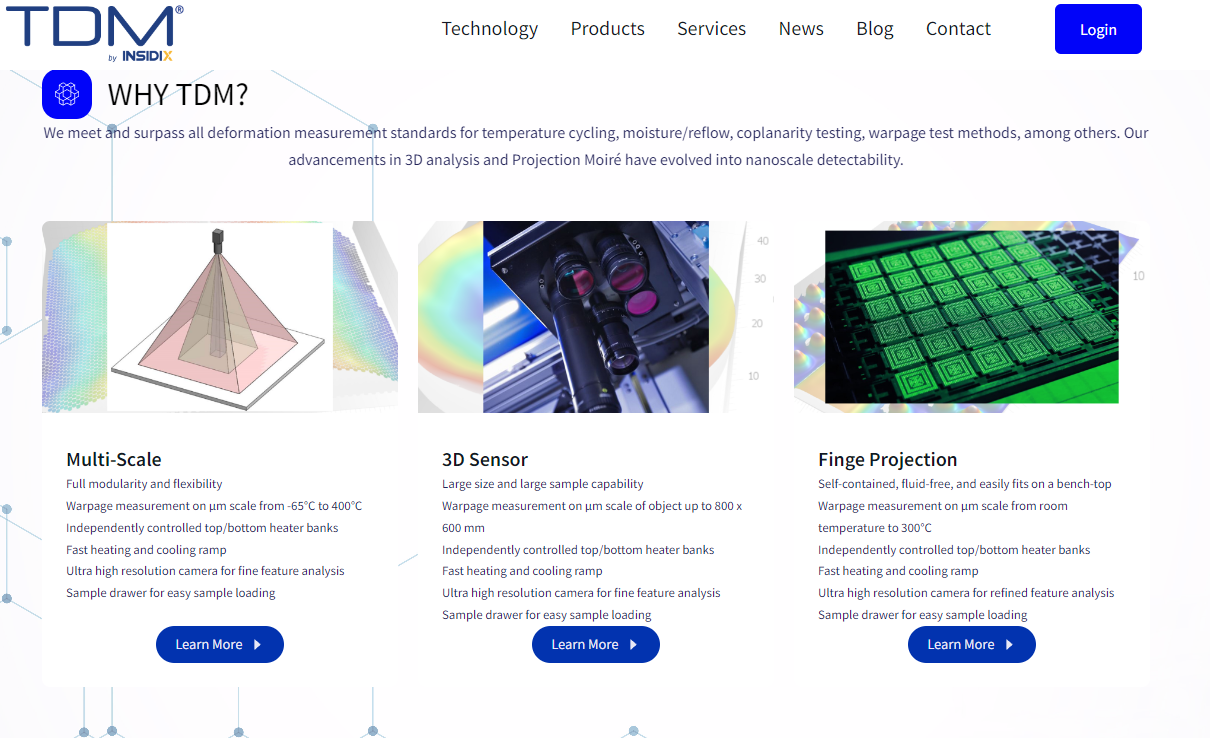 TDM®
by INSIDIX
Technology Products Services News Blog Contact Login
WHY TDM?
We meet and surpass all deformation measurement standards for temperature cycling, moisture/reflow, coplanarity testing, warpage test methods, among others. Our
advancements in 3D analysis and Projection Moiré have evolved into nanoscale detectability.
40
30
20
10
10
Multi-Scale
Full modularity and flexibility
Warpage measurement on µm scale from -65°C to 400°C
Independently controlled top/bottom heater banks
Fast heating and cooling ramp
Ultra high resolution camera for fine feature analysis
Sample drawer for easy sample loading
Learn More
3D Sensor
Large size and large sample capability
Warpage measurement on µm scale of object up to 800 x
600 mm
Independently controlled top/bottom heater banks
Fast heating and cooling ramp
Ultra high resolution camera for fine feature analysis
Sample drawer for easy sample loading
Learn More
Finge Projection
Self-contained, fluid-free, and easily fits on a bench-top
Warpage measurement on µm scale from room
temperature to 300°C
Independently controlled top/bottom heater banks
Fast heating and cooling ramp
Ultra high resolution camera for refined feature analysis
Sample drawer for easy sample loading
Learn More